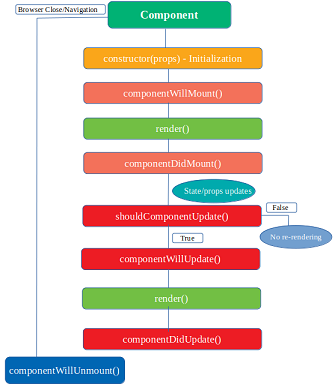 Browser Close/Navigation
Component
constructor(props) - Initialization
componentWillMount()
render()
componentDidMount()
State/props updates
shouldComponentUpdate()
False
True
No re-rendering
componentWillUpdate()
render()
componentDidUpdate()
componentWillUnmount()